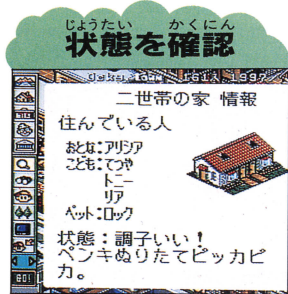 じょうたい かくにん
状態を確認
二世帯の家 情報
住んでいる人
おとな:アリシア
こども:てつや
トニー
リア
ペット:ロック
状態：調子いい！
ペンキぬりたてピッカピ
カ。
GO!